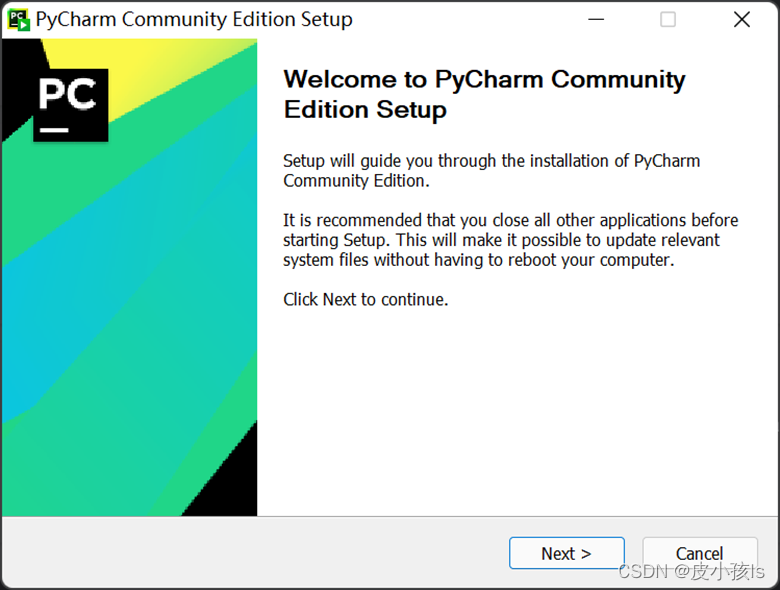 PyCharm Community Edition Setup
PC
Welcome to PyCharm Community
Edition Setup
Setup will guide you through the installation of PyCharm
Community Edition.
It is recommended that you close all other applications before
starting Setup. This will make it possible to update relevant
system files without having to reboot your computer.
Click Next to continue.
Next >
Cancel
CSDN @皮小孩ls